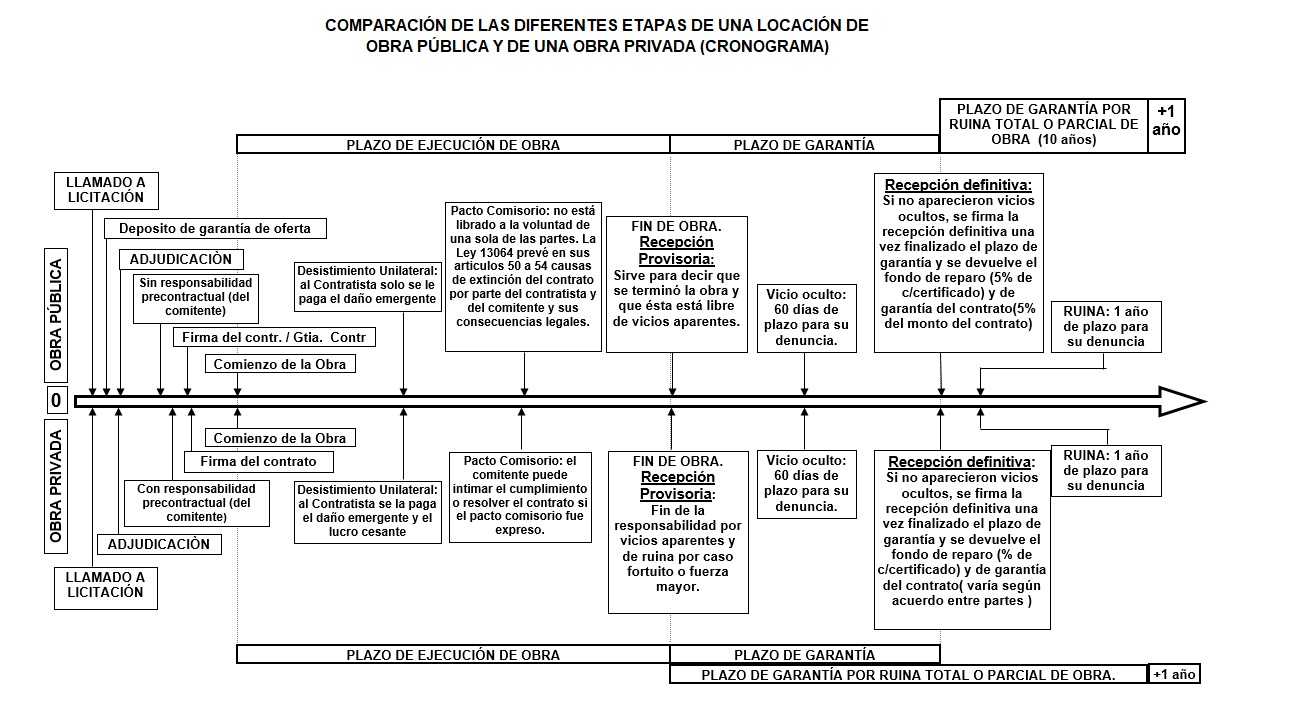 COMPARACIÓN DE LAS DIFERENTES ETAPAS DE UNA LOCACIÓN DE
OBRA PÚBLICA Y DE UNA OBRA PRIVADA (CRONOGRAMA)
PLAZO DE GARANTÍA POR
RUINA TOTAL O PARCIAL DE
OBRA (10 años)
+1
año
PLAZO DE EJECUCIÓN DE OBRA
PLAZO DE GARANTÍA
LLAMADO A
LICITACIÓN
Deposito de garantía de oferta
ADJUDICACIÒN
Sin responsabilidad
precontractual (del
comitente)
Firma del contr. / Gtia. Contr
Comienzo de la Obra
Desistimiento Unilateral:
al Contratista solo se le
paga el daño emergente
Pacto Comisorio: no está
librado a la voluntad de
una sola de las partes. La
Ley 13064 prevé en sus
artículos 50 a 54 causas
de extinción del contrato
por parte del contratista y
del comitente y sus
consecuencias legales.
FIN DE OBRA.
Recepción
Provisoria:
Sirve para decir que
se terminó la obra y
que ésta está libre
de vicios aparentes.
Vicio oculto:
60 días de
plazo para su
denuncia.
Recepción definitiva:
Si no aparecieron vicios
ocultos, se firma la
recepción definitiva una
vez finalizado el plazo de
garantía y se devuelve el
fondo de reparo (5% de
c/certificado) y de
garantía del contrato(5%
del monto del contrato)
RUINA: 1 año
de plazo para
su denuncia
OBRA PÚBLICA
0
OBRA PRIVADA
Comienzo de la Obra
Firma del contrato
Con responsabilidad
precontractual (del
comitente)
ADJUDICACIÒN
LLAMADO A
LICITACIÓN
Desistimiento Unilateral:
al Contratista se la paga
el daño emergente y el
lucro cesante
Pacto Comisorio: el
comitente puede
intimar el cumplimiento
o resolver el contrato si
el pacto comisorio fue
expreso.
FIN DE OBRA.
Recepción
Provisoria:
Fin de la
responsabilidad por
vicios aparentes y
de ruina por caso
fortuito o fuerza
mayor.
Vicio oculto:
60 días de
plazo para su
denuncia.
Recepción definitiva:
Si no aparecieron vicios
ocultos, se firma la
recepción definitiva una
vez finalizado el plazo de
garantía y se devuelve el
fondo de reparo (% de
c/certificado) y de garantía
del contrato( varía según
acuerdo entre partes )
RUINA: 1 año
de plazo para
su denuncia
PLAZO DE EJECUCIÓN DE OBRA
PLAZO DE GARANTÍA
PLAZO DE GARANTÍA POR RUINA TOTAL O PARCIAL DE OBRA.
+1 año